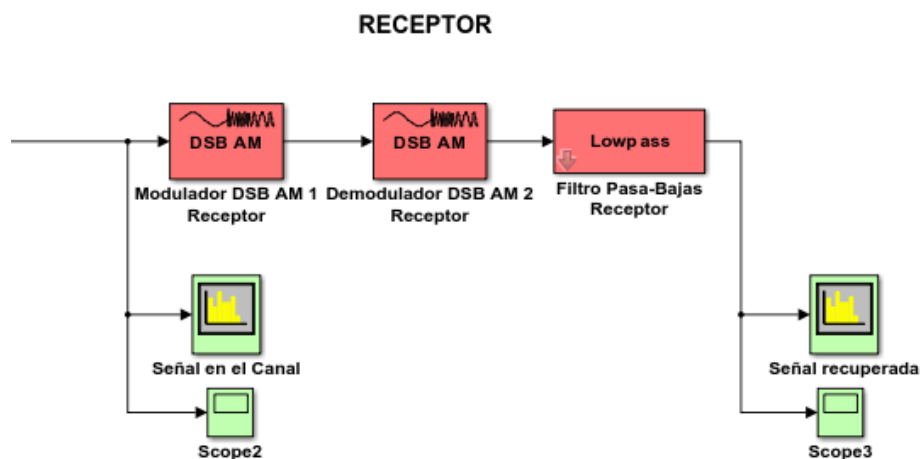 RECEPTOR
DSB AM
DSB AM
Lowpass
Modulador DSB AM 1
Receptor
Demodulador DSB AM 2
Receptor
Filtro Pasa-Bajas
Receptor
Señal en el Canal
Señal recuperada
Scope2
Scope3